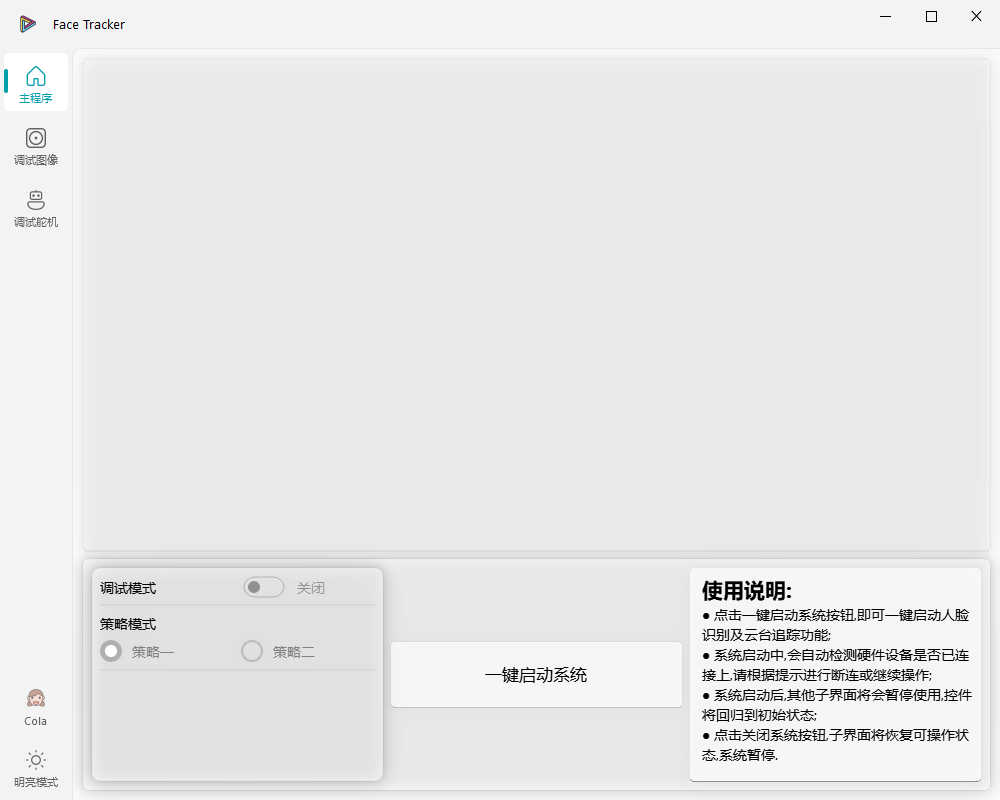 Face Tracker
主程序
调试图像
调试舵机
Cola
明亮模式
调试模式
关闭
策略模式
策略一
策略二
一键启动系统
使用说明:
● 点击一键启动系统按钮,即可一键启动人脸
识别及云台追踪功能;
● 系统启动中,会自动检测硬件设备是否已连
接上,请根据提示进行断连或继续操作;
● 系统启动后,其他子界面将会暂停使用,控件
将回归到初始状态;
● 点击关闭系统按钮,子界面将恢复可操作状
态,系统暂停.